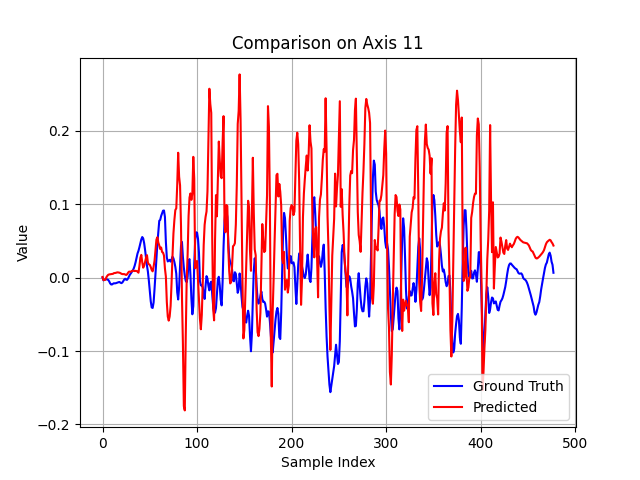 Comparison on Axis 11
Value
0.2
0.1
0.0
−0.1
−0.2
0
100
200
300
400
500
Sample Index
Ground Truth
Predicted